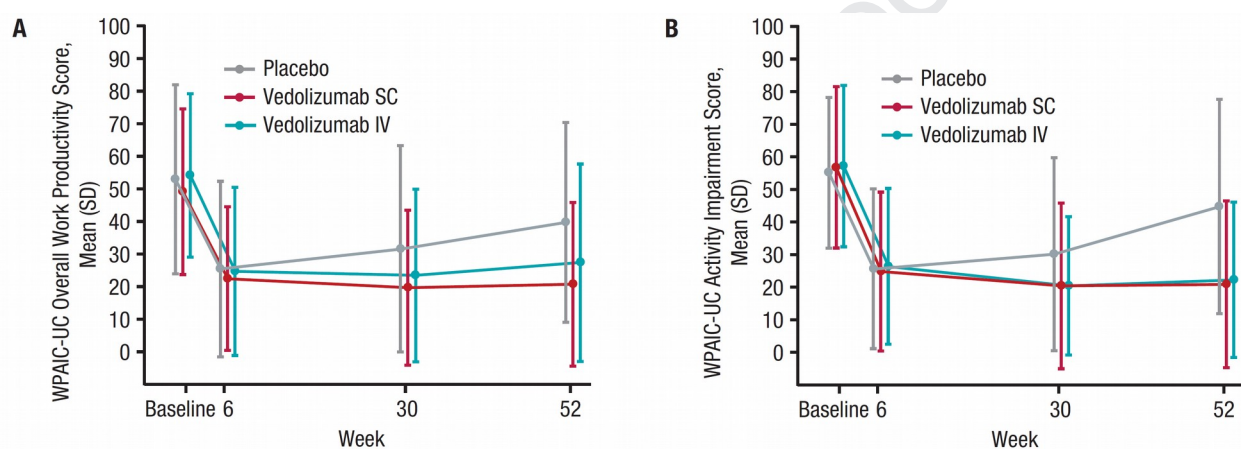 A
WPAIC-UC Overall Work Productivity Score,
Mean (SD)
100
90
80
70
60
50
40
30
20
10
0
Placebo
Vedolizumab SC
Vedolizumab IV
Baseline 6 30 52
Week
B
WPAIC-UC Activity Impairment Score,
Mean (SD)
100
90
80
70
60
50
40
30
20
10
0
Placebo
Vedolizumab SC
Vedolizumab IV
Baseline 6 30 52
Week